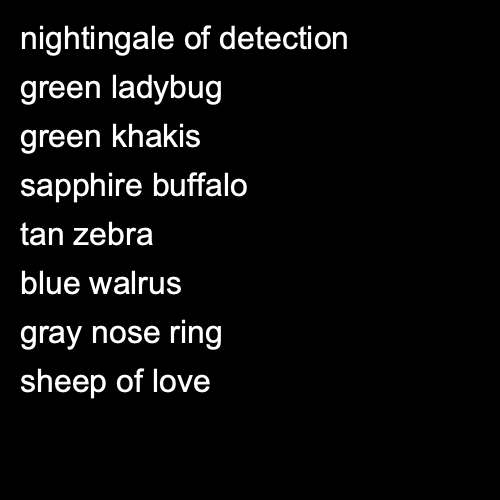 nightingale of detection
green ladybug
green khakis
sapphire buffalo
tan zebra
blue walrus
gray nose ring
sheep of love